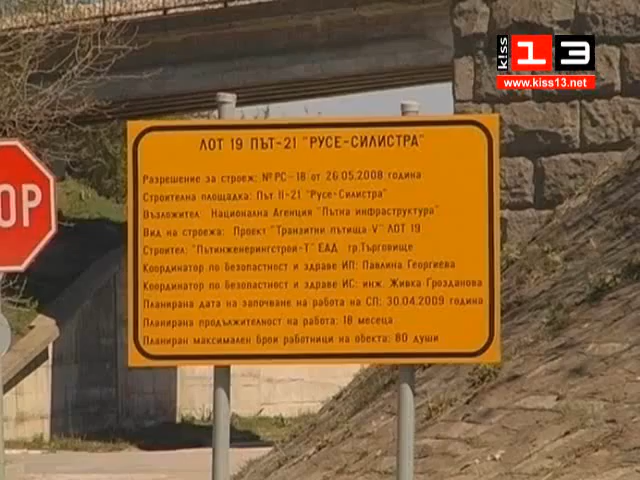 kiss 13
www.kiss13.net
ЛОТ 19 ПЪТ-21 "РУСЕ-СИЛИСТРА"
Разрешение за строеж: № РС-18 от 26.05.2008 година
Строителна площадка: Път II-21 "Русе-Силистра"
Възложител: Национална Агенция "Пътна инфраструктура"
Вид на строежа: Проект "Транзитни пътища-V" ЛОТ 19
Строител: "Пътинженерингстрой-Т" ЕАД гр.Търговище
Координатор по безопастност и здраве ИП: Павлина Георгиева
Координатор по безопастност и здраве ИС: инж. Живка Грозданова
Планирана дата на започване на работа на СП: 30.04.2009 година
Планирана продължителност на работа: 18 месеца
Планиран максимален брой работници на обекта: 80 души
OP